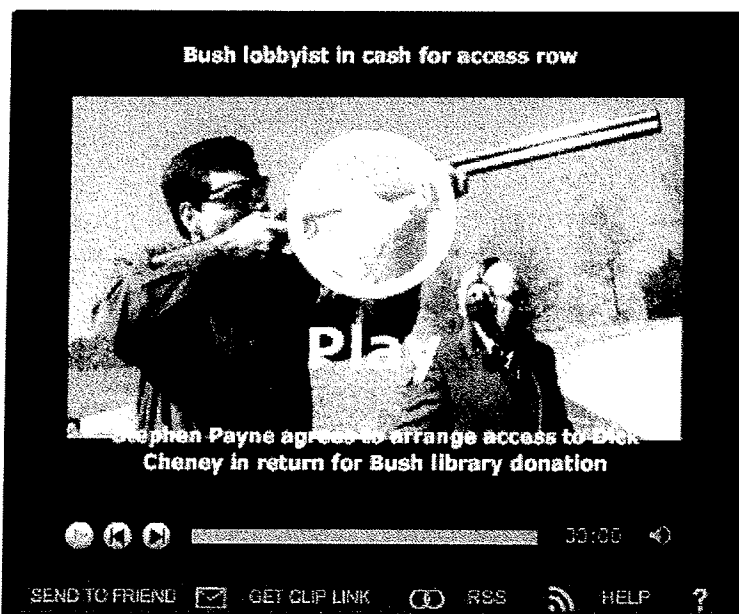 Bush lobbyist in cash for access row
Play
Stephen Payne agrees to arrange access to Dick
Cheney in return for Bush library donation
00:00
SEND TO FRIEND GET CLIP LINK RSS HELP ?